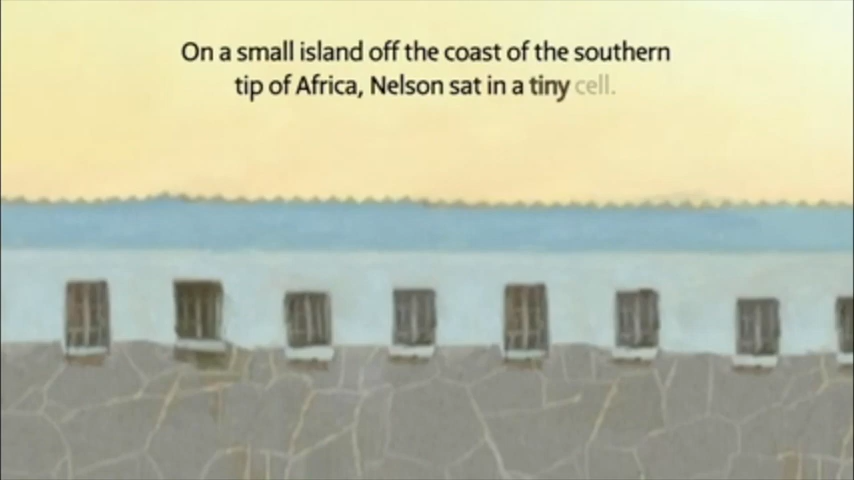 On a small island off the coast of the southern
tip of Africa, Nelson sat in a tiny cell.